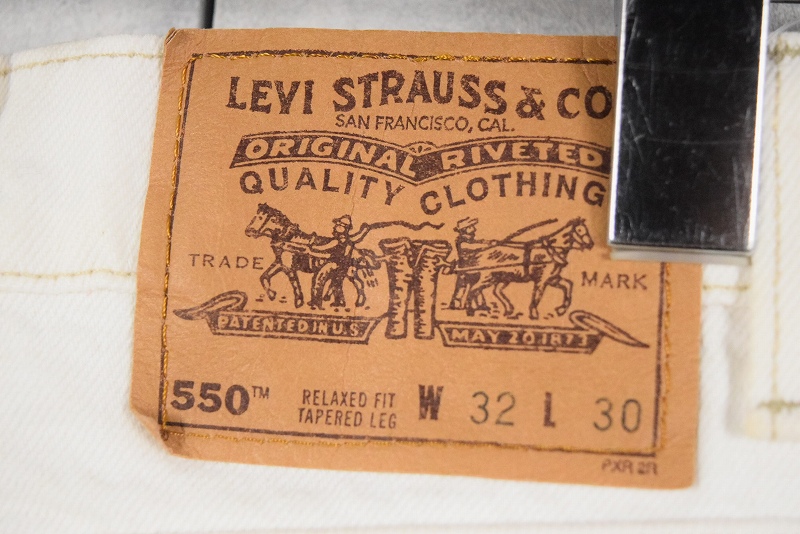 LEVI STRAUSS & CO
SAN FRANCISCO, CAL.
ORIGINAL RIVETED
QUALITY CLOTHING
TRADE MARK
PATENTED IN U.S. MAY 20 1873
550™ RELAXED FIT W 32 L 30
TAPERED LEG
PXR 2R